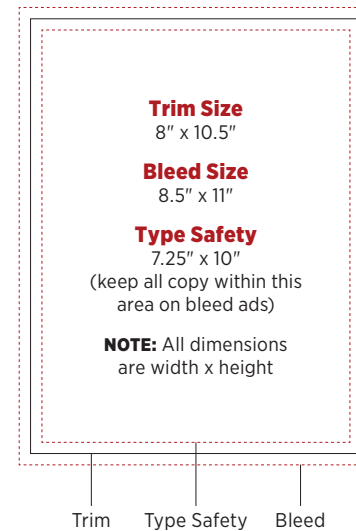 Trim Size
8" x 10.5"
Bleed Size
8.5" x 11"
Type Safety
7.25" x 10"
(keep all copy within this
area on bleed ads)
NOTE: All dimensions
are width x height
Trim Type Safety Bleed